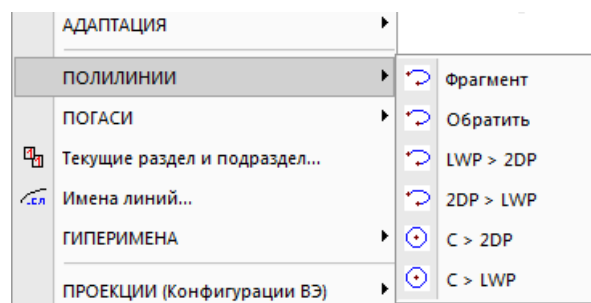 АДАПТАЦИЯ
ПОЛИЛИНИИ
ПОГАСИ
Текущие раздел и подраздел...
Имена линий...
ГИПЕРИМЕНА
ПРОЕКЦИИ (Конфигурации ВЭ)
Фрагмент
Обратить
LWP > 2DP
2DP > LWP
C > 2DP
C > LWP